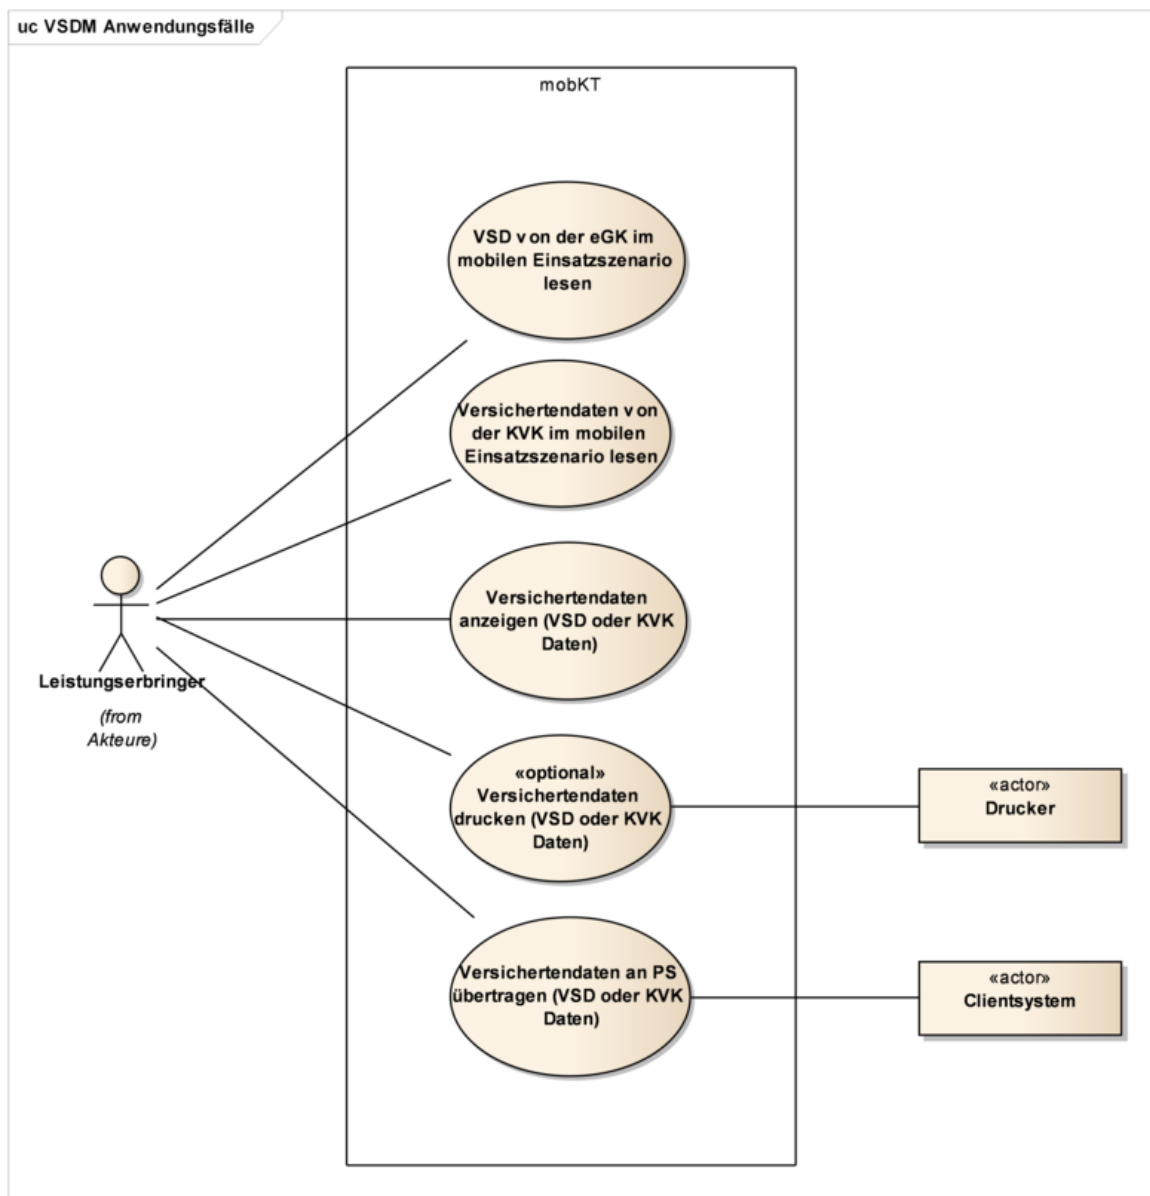 uc VSDM Anwendungsfälle
mobKT
VSD von der eGK im
mobilen Einsatzszenario
lesen
Versichertendaten von
der KVK im mobilen
Einsatzszenario lesen
Versichertendaten
anzeigen (VSD oder KVK
Daten)
Leistungserbringer
(from
Akteure)
«optional»
Versichertendaten
drucken (VSD oder KVK
Daten)
«actor»
Drucker
Versichertendaten an PS
übertragen (VSD oder KVK
Daten)
«actor»
Clientsystem